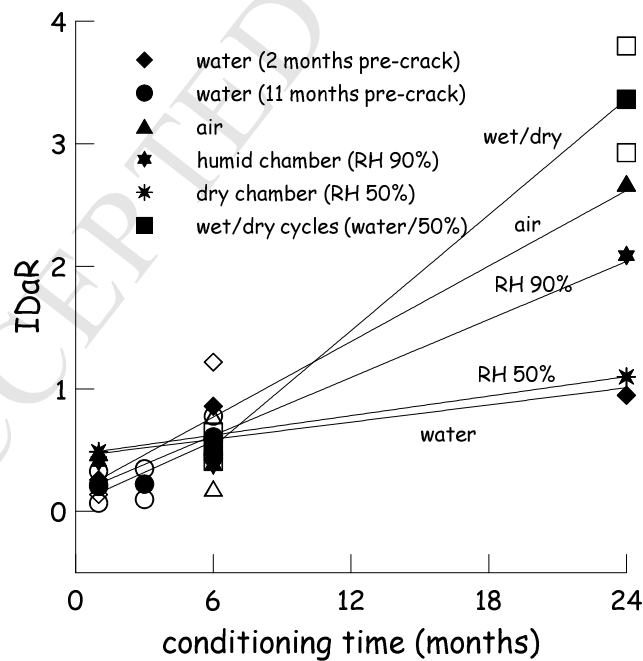 4
water (2 months pre-crack)
water (11 months pre-crack)
air
wet/dry
3
humid chamber (RH 90%)
dry chamber (RH 50%)
wet/dry cycles (water/50%)
air
IDaR
2
RH 90%
RH 50%
1
water
0
0
6
12
18
24
conditioning time (months)
CCEPTED